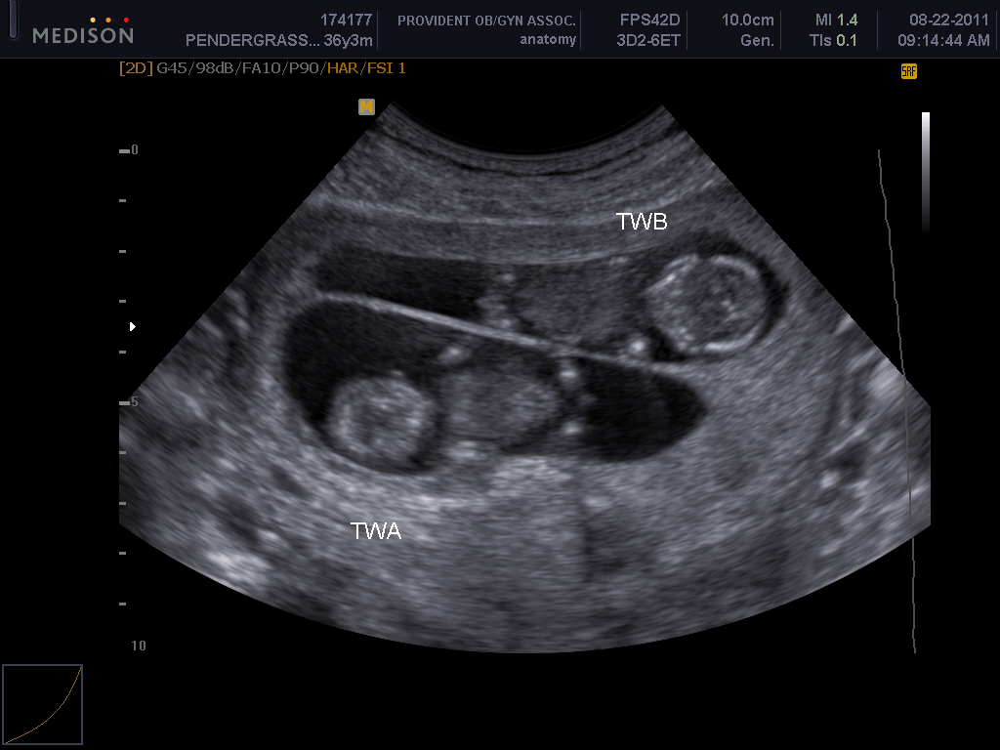 MEDISON
174177
PENDERGRASS... 36y3m
PROVIDENT OB/GYN ASSOC.
anatomy
FPS42D
3D2-6ET
10.0cm
Gen.
MI 1.4
TIs 0.1
08-22-2011
09:14:44 AM
[2D] G45/98dB/FA10/P90/HAR/FSI 1
SRF
M
0
TWB
5
TWA
10